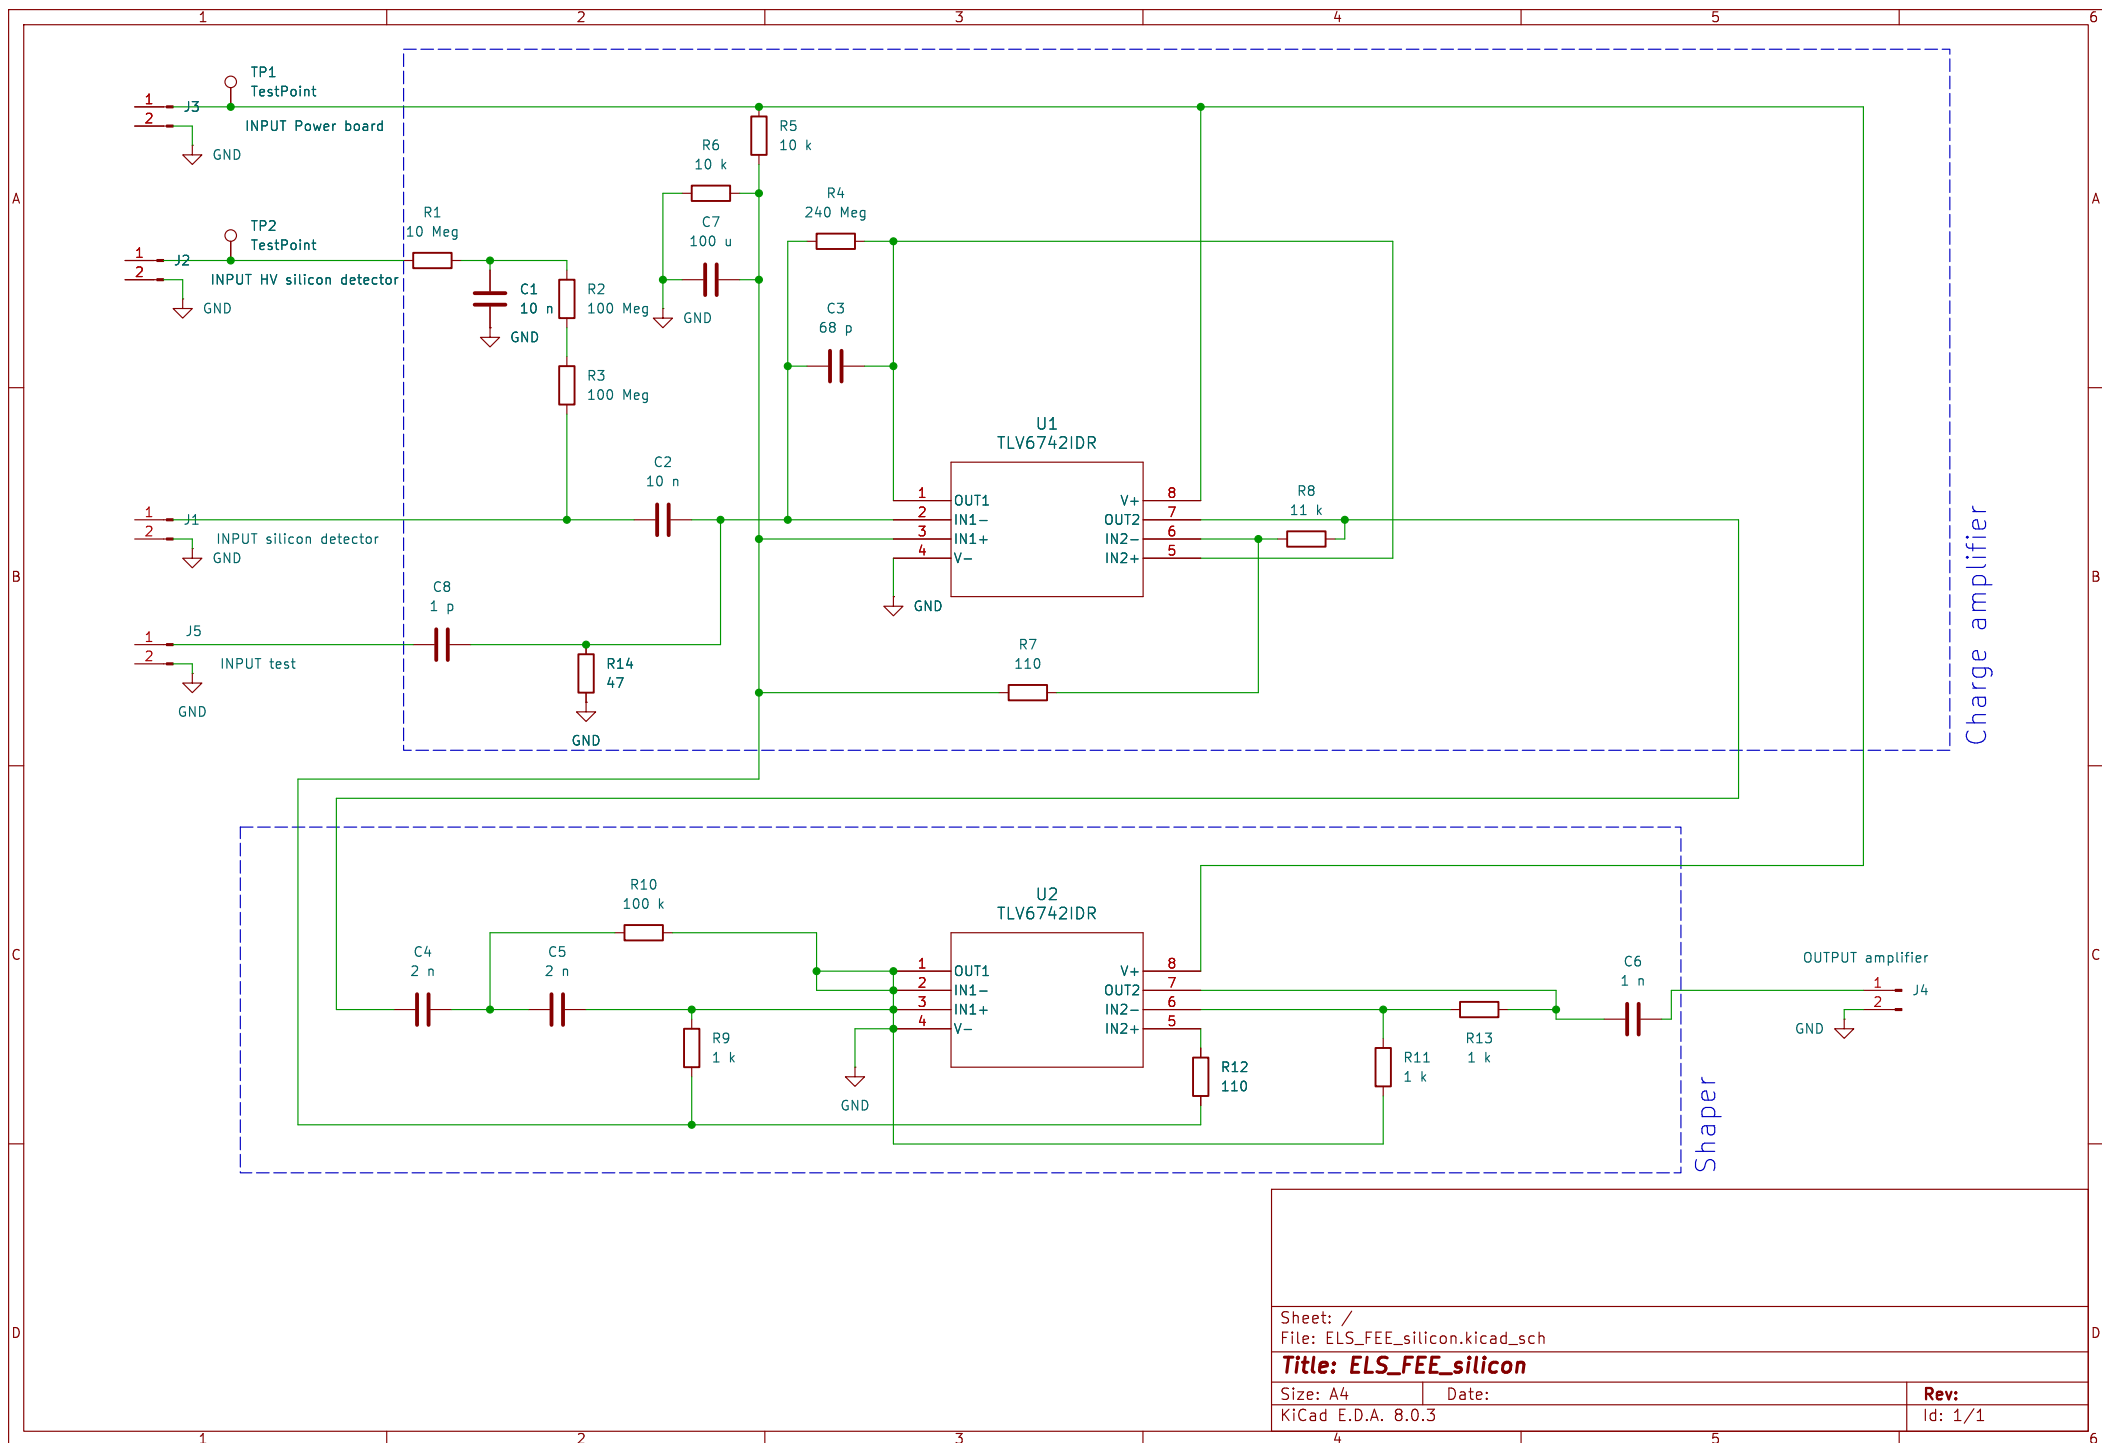 1 2 3 4 5 6
A A
B B
C C
D D
1 2 3 4 5 6
TP1
TestPoint
1
2
J3
INPUT Power board
GND
TP2
TestPoint
1
2
J2
INPUT HV silicon detector
GND
R1
10 Meg
C1
10 n
GND
R2
100 Meg
R3
100 Meg
R6
10 k
R5
10 k
C7
100 u
GND
R4
240 Meg
C3
68 p
C2
10 n
1
2
J1
INPUT silicon detector
GND
C8
1 p
1
2
J5
INPUT test
GND
R14
47
GND
U1
TLV6742IDR
1 OUT1
2 IN1-
3 IN1+
4 V-
V+ 8
OUT2 7
IN2- 6
IN2+ 5
GND
R8
11 k
R7
110
Charge amplifier
R10
100 k
C4
2 n
C5
2 n
R9
1 k
U2
TLV6742IDR
1 OUT1
2 IN1-
3 IN1+
4 V-
V+ 8
OUT2 7
IN2- 6
IN2+ 5
GND
R12
110
R11
1 k
R13
1 k
C6
1 n
OUTPUT amplifier
1
2
J4
GND
Shaper
Sheet: /
File: ELS_FEE_silicon.kicad_sch
Title: ELS_FEE_silicon
Size: A4 Date: Rev:
KiCad E.D.A. 8.0.3 Id: 1/1